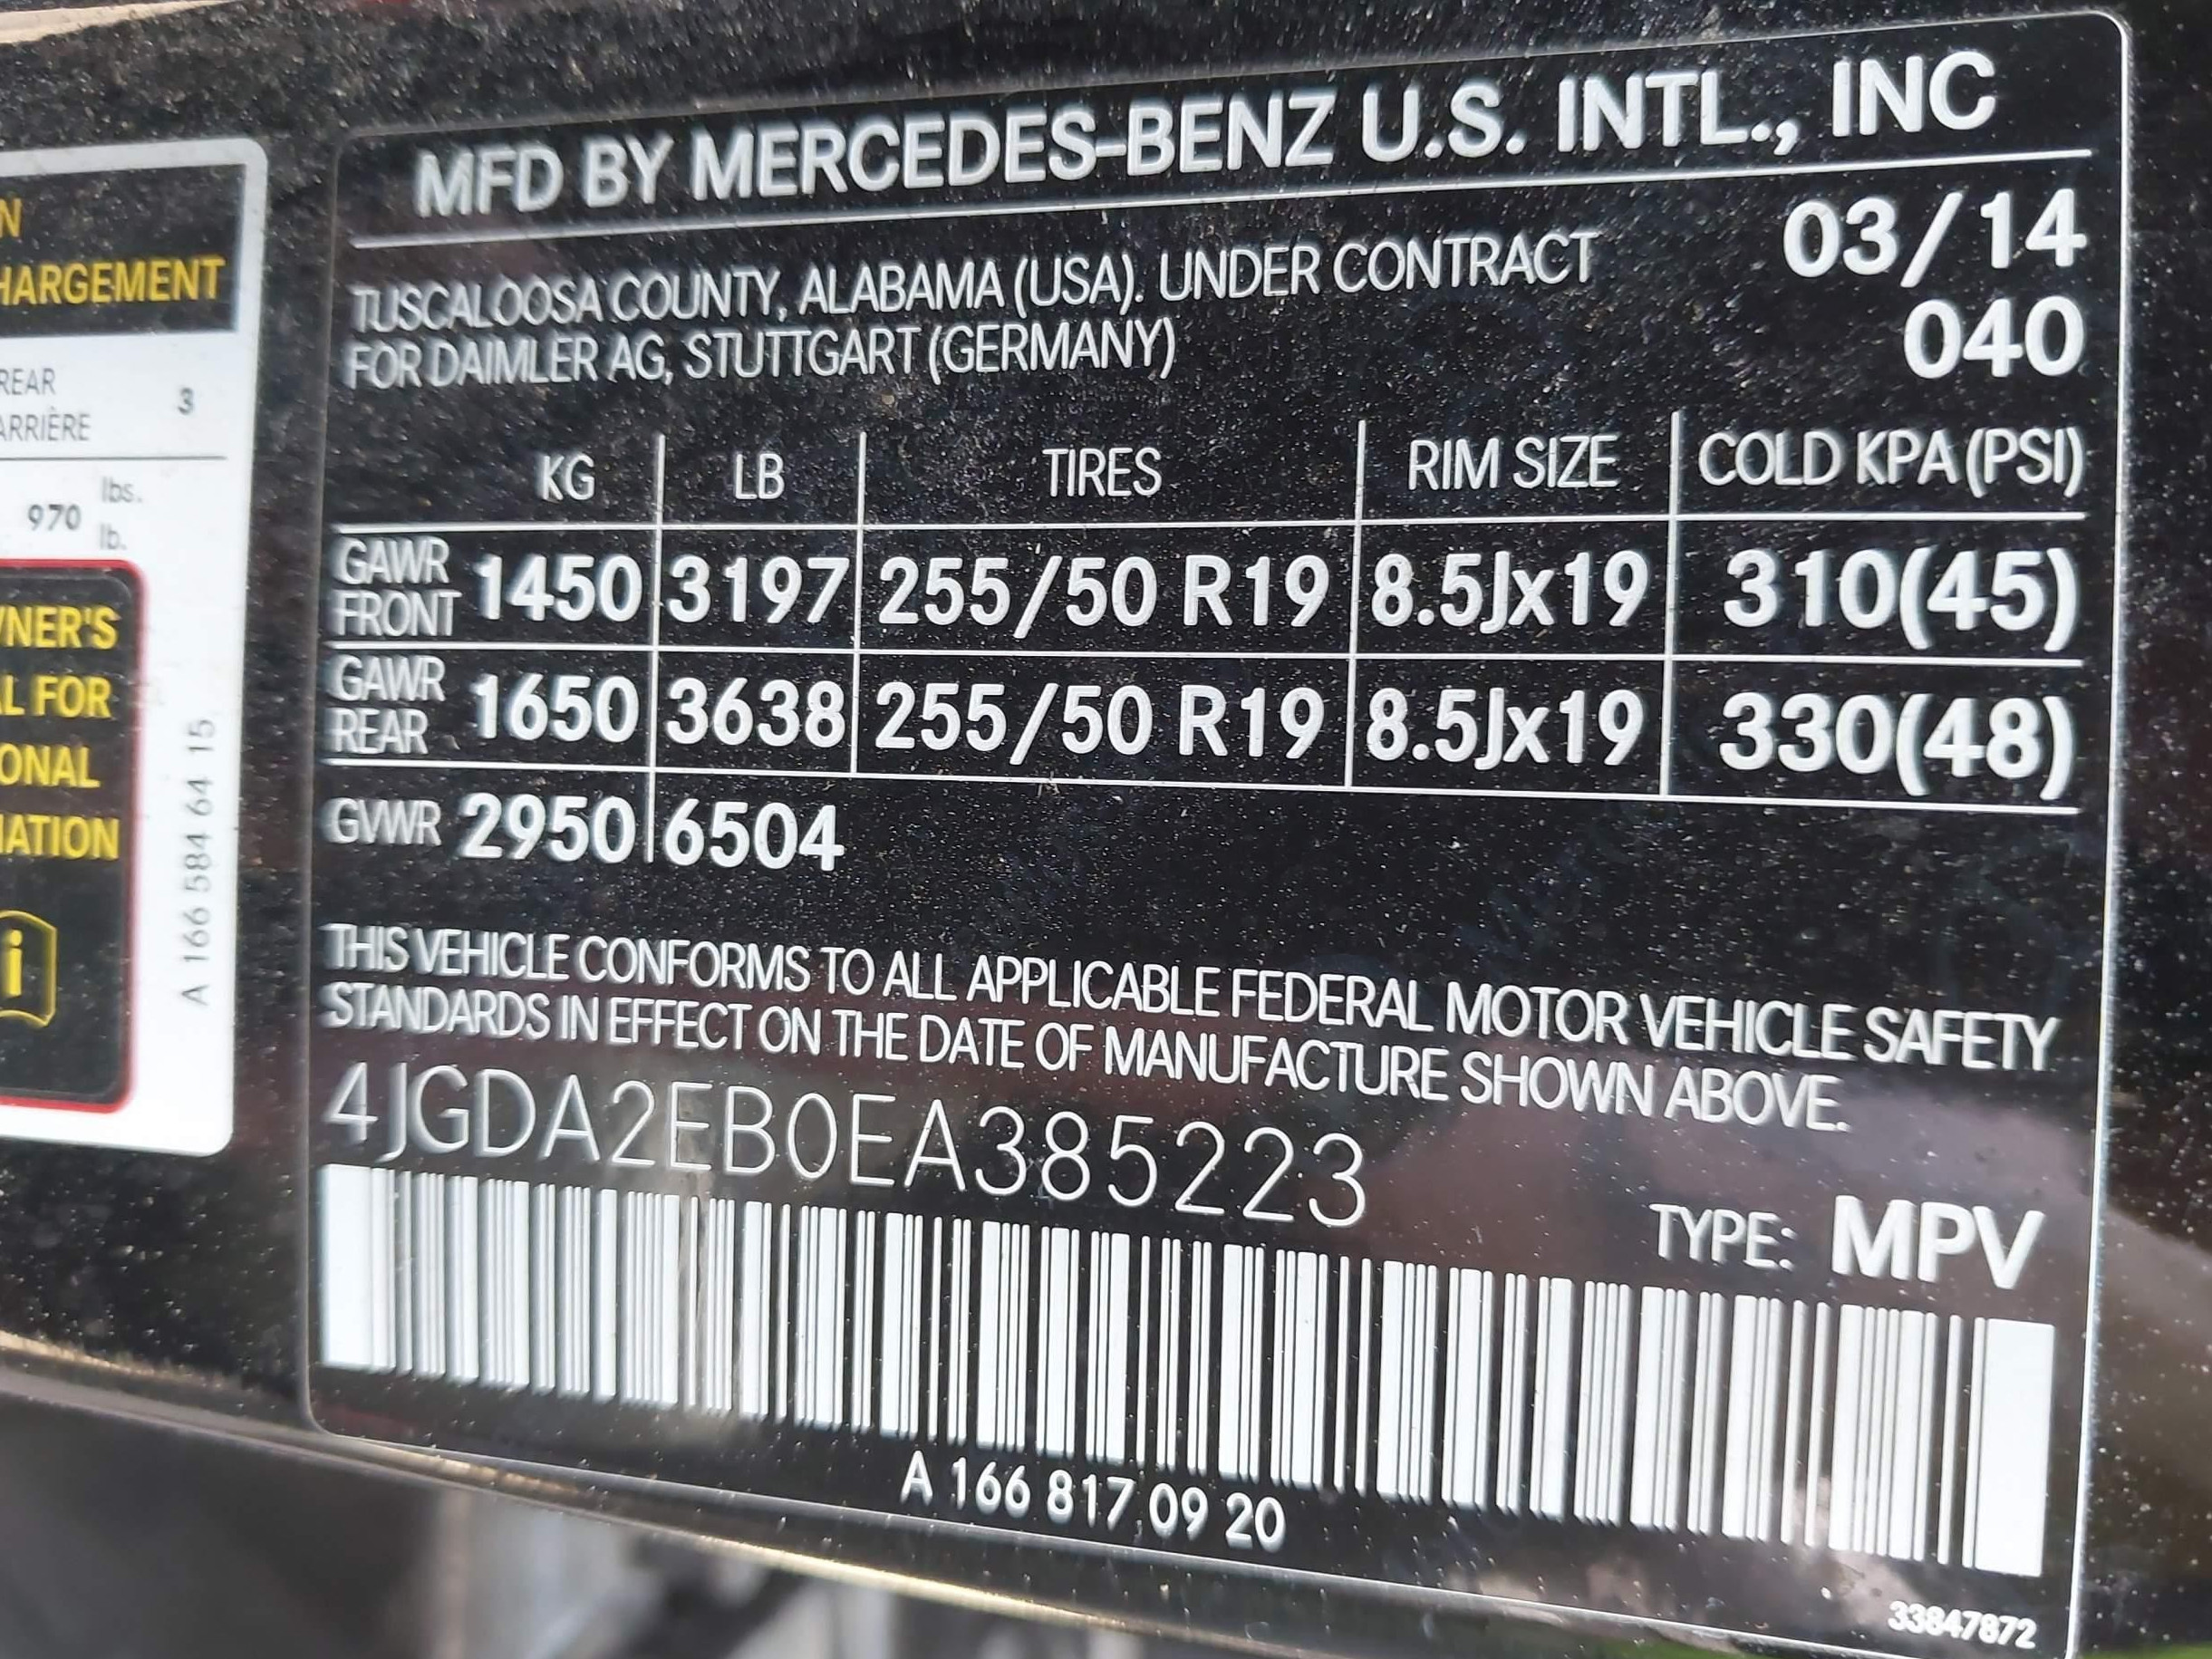 N
HARGEMENT
REAR 3
ARRIÈRE
970 lbs.
lb.
NER'S
L FOR
ONAL
ATION
i
A 166 584 64 15
MFD BY MERCEDES-BENZ U.S. INTL., INC
03/14
TUSCALOOSA COUNTY, ALABAMA (USA). UNDER CONTRACT
FOR DAIMLER AG, STUTTGART (GERMANY)
040
KG LB TIRES RIM SIZE COLD KPA (PSI)
GAWR FRONT 1450 3197 255/50 R19 8.5Jx19 310(45)
GAWR REAR 1650 3638 255/50 R19 8.5Jx19 330(48)
GVWR 2950 6504
THIS VEHICLE CONFORMS TO ALL APPLICABLE FEDERAL MOTOR VEHICLE SAFETY
STANDARDS IN EFFECT ON THE DATE OF MANUFACTURE SHOWN ABOVE.
4JGDA2EB0EA385223
TYPE: MPV
A 166 817 09 20
33847872